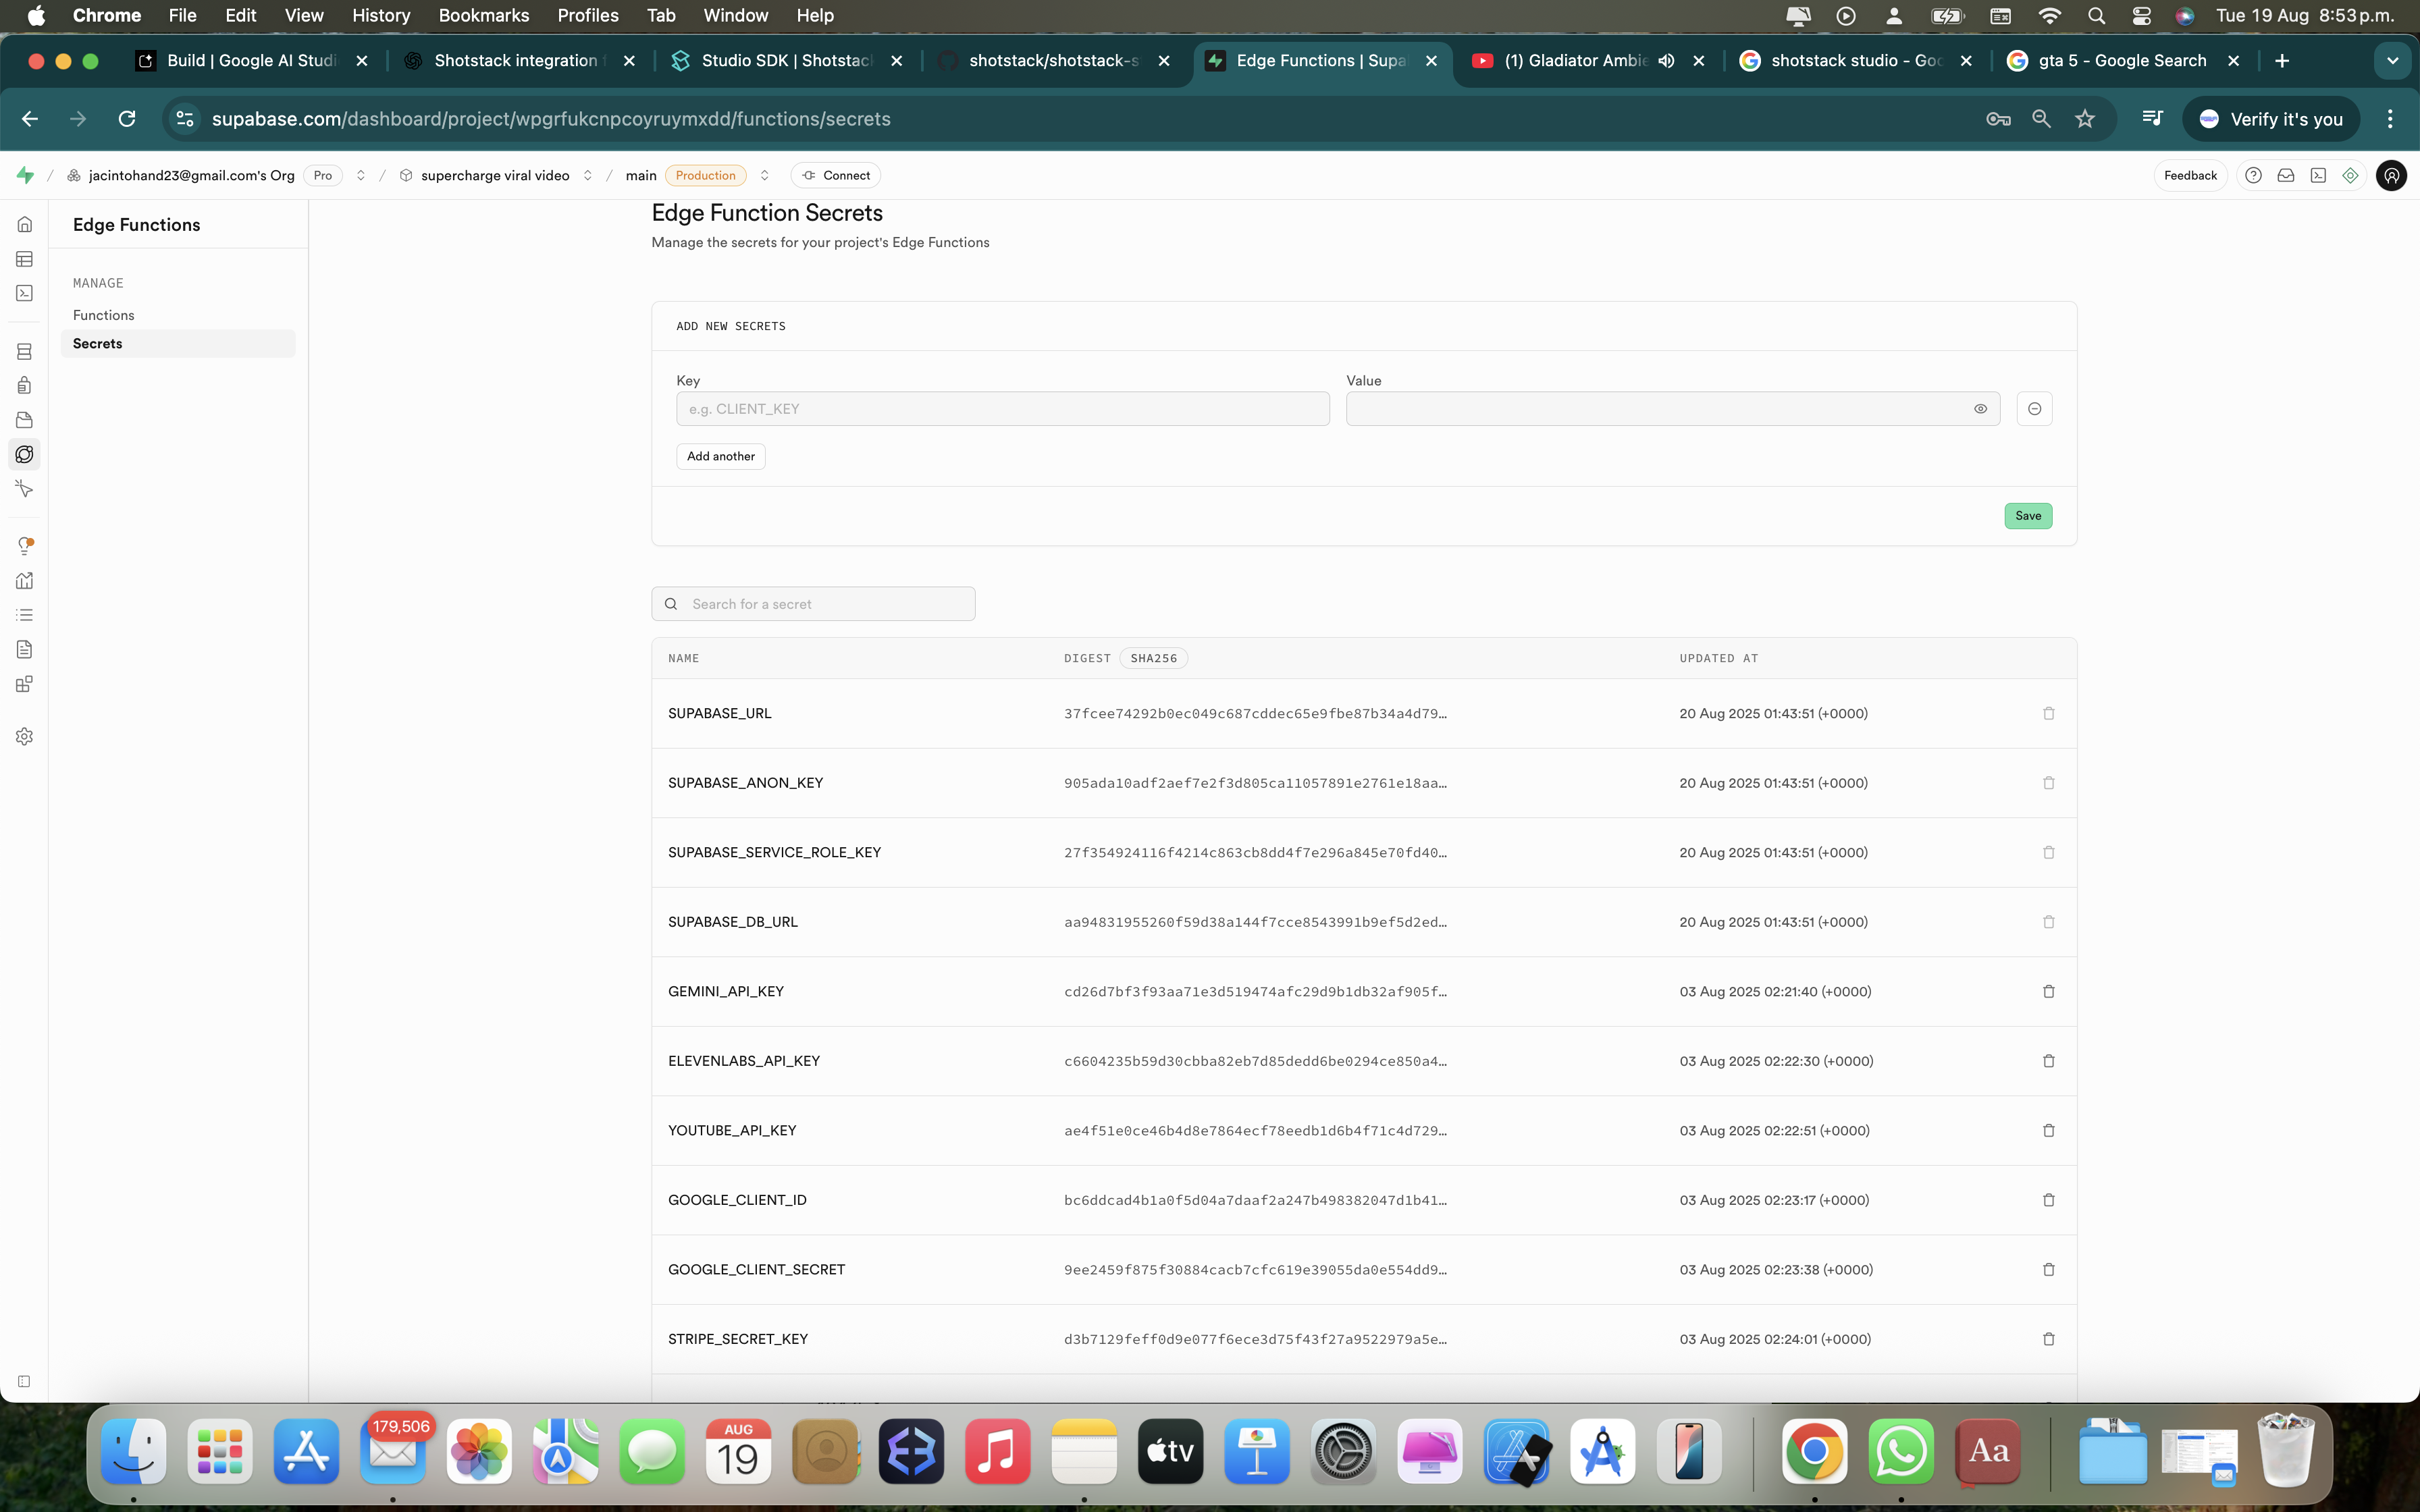 Chrome File Edit View History Bookmarks Profiles Tab Window Help Tue 19 Aug 8:53 p.m.
Build | Google AI Studi Shotstack integration Studio SDK | Shotstac shotstack/shotstack-s Edge Functions | Supa (1) Gladiator Ambie shotstack studio - Goo gta 5 - Google Search
supabase.com/dashboard/project/wpgrfukcnpcoyruymxdd/functions/secrets Verify it's you
/ jacintohand23@gmail.com's Org Pro / supercharge viral video / main Production Connect Feedback
Edge Functions
MANAGE
Functions
Secrets
Edge Function Secrets
Manage the secrets for your project's Edge Functions
ADD NEW SECRETS
Key Value
e.g. CLIENT_KEY
Add another
Save
Search for a secret
NAME DIGEST SHA256 UPDATED AT
SUPABASE_URL 37fcee74292b0ec049c687cddec65e9fbe87b34a4d79… 20 Aug 2025 01:43:51 (+0000)
SUPABASE_ANON_KEY 905ada10adf2aef7e2f3d805ca11057891e2761e18aa… 20 Aug 2025 01:43:51 (+0000)
SUPABASE_SERVICE_ROLE_KEY 27f354924116f4214c863cb8dd4f7e296a845e70fd40… 20 Aug 2025 01:43:51 (+0000)
SUPABASE_DB_URL aa94831955260f59d38a144f7cce8543991b9ef5d2ed… 20 Aug 2025 01:43:51 (+0000)
GEMINI_API_KEY cd26d7bf3f93aa71e3d519474afc29d9b1db32af905f… 03 Aug 2025 02:21:40 (+0000)
ELEVENLABS_API_KEY c6604235b59d30cbba82eb7d85dedd6be0294ce850a4… 03 Aug 2025 02:22:30 (+0000)
YOUTUBE_API_KEY ae4f51e0ce46b4d8e7864ecf78eedb1d6b4f71c4d729… 03 Aug 2025 02:22:51 (+0000)
GOOGLE_CLIENT_ID bc6ddcad4b1a0f5d04a7daaf2a247b498382047d1b41… 03 Aug 2025 02:23:17 (+0000)
GOOGLE_CLIENT_SECRET 9ee2459f875f30884cacb7cfc619e39055da0e554dd9… 03 Aug 2025 02:23:38 (+0000)
STRIPE_SECRET_KEY d3b7129feff0d9e077f6ece3d75f43f27a9522979a5e… 03 Aug 2025 02:24:01 (+0000)
179,506
AUG
19
tv
Aa